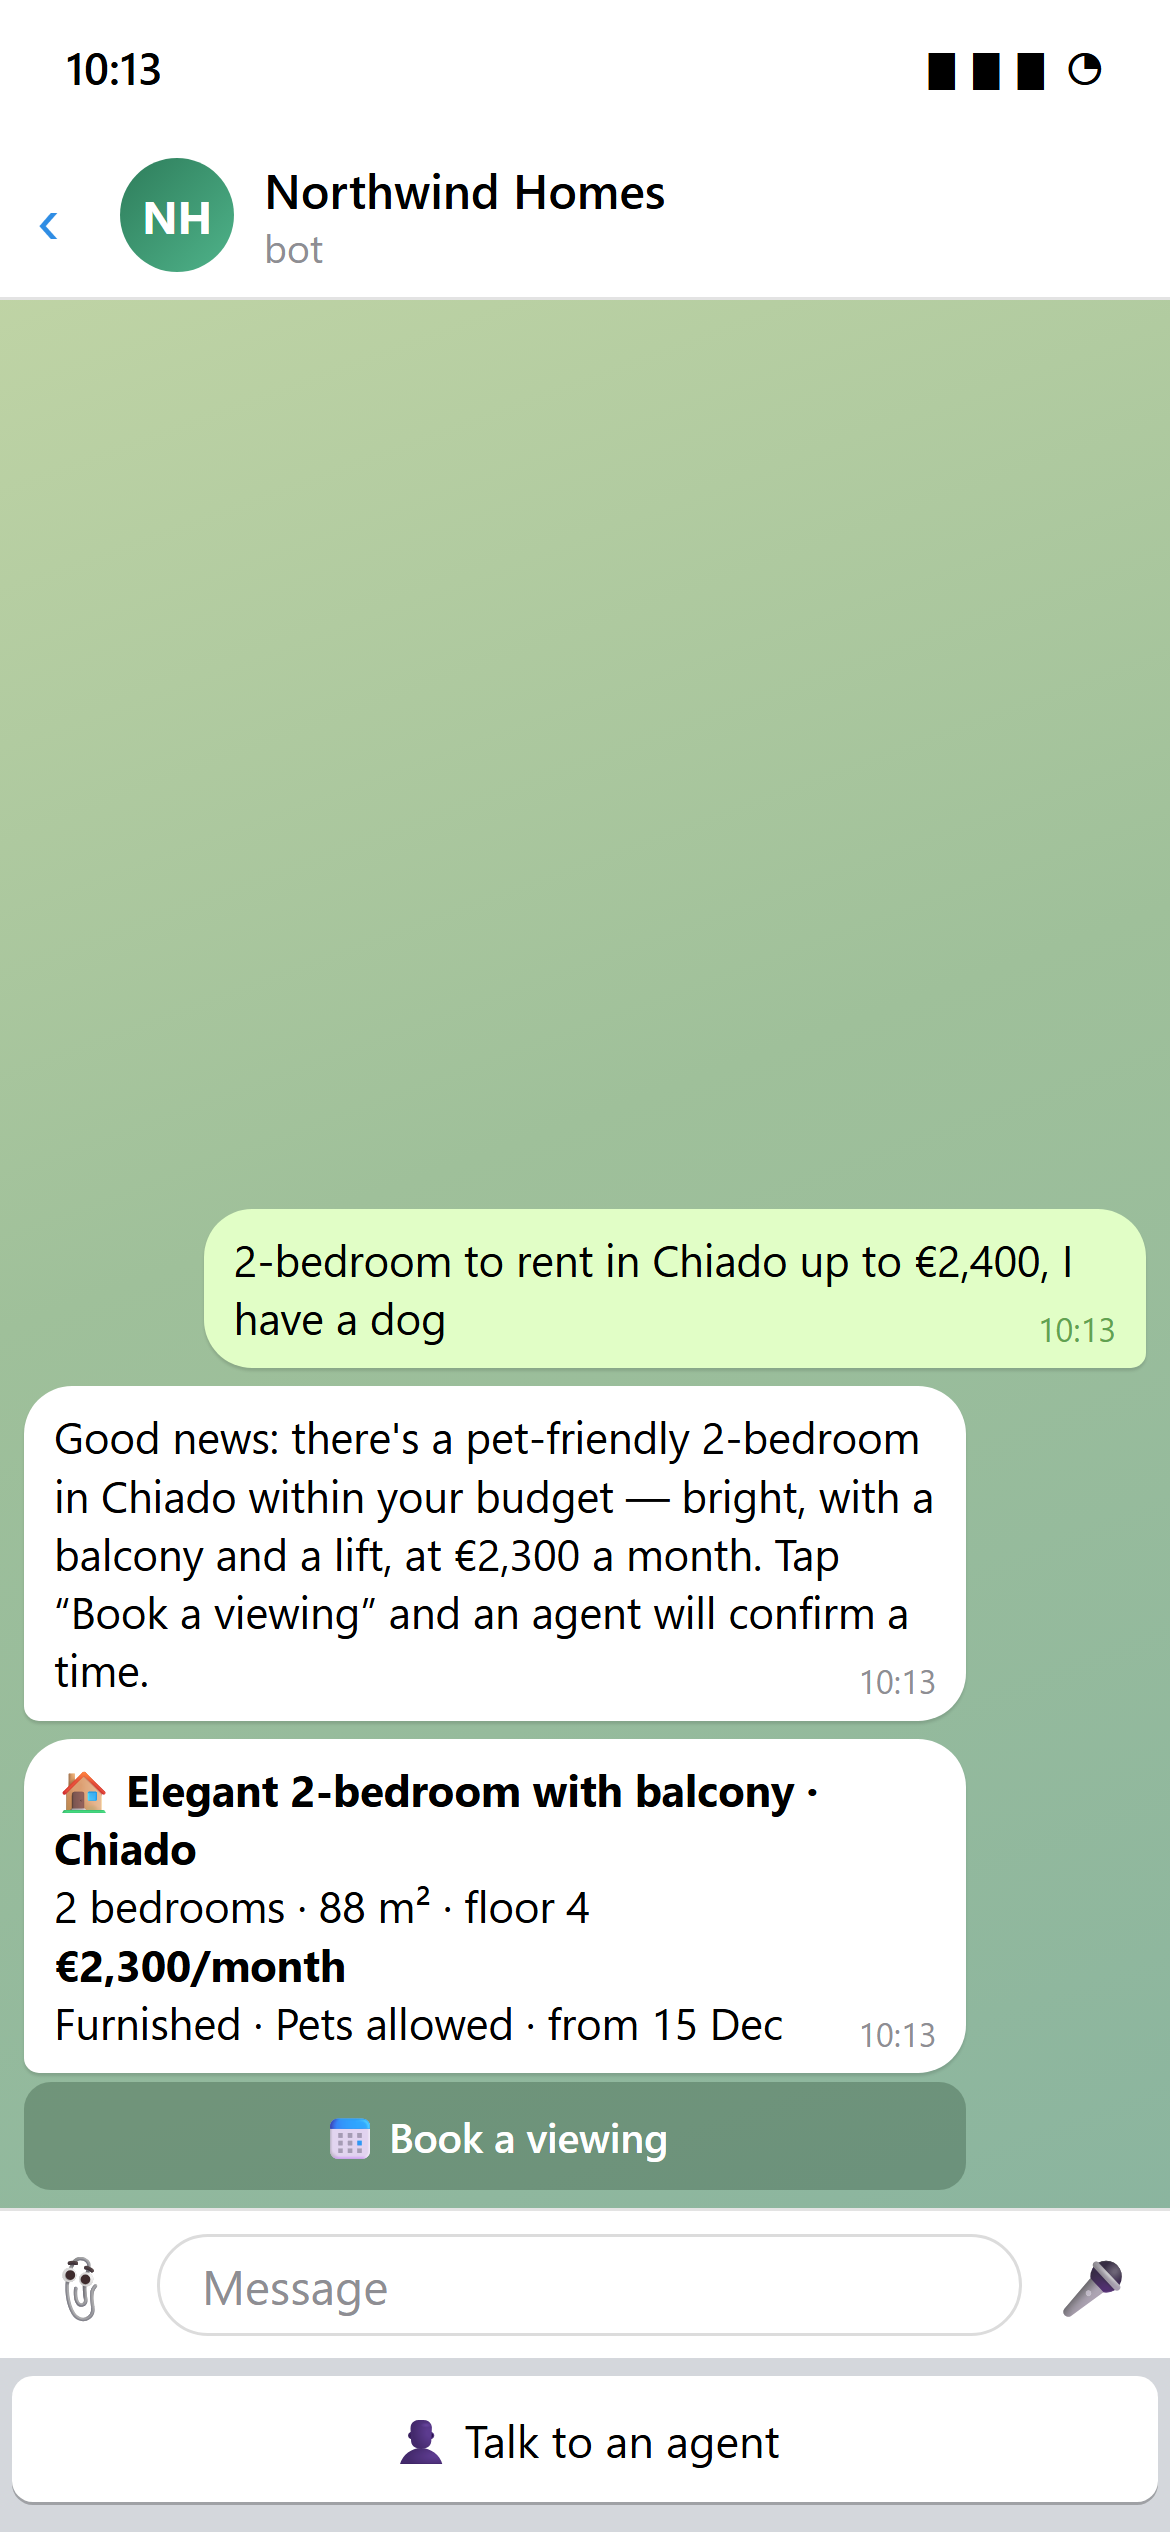 10:13
NH
Northwind Homes
bot
2-bedroom to rent in Chiado up to €2,400, I
have a dog
10:13
Good news: there's a pet-friendly 2-bedroom
in Chiado within your budget — bright, with a
balcony and a lift, at €2,300 a month. Tap
“Book a viewing” and an agent will confirm a
time.
10:13
🏠 Elegant 2-bedroom with balcony ·
Chiado
2 bedrooms · 88 m² · floor 4
€2,300/month
Furnished · Pets allowed · from 15 Dec
10:13
Book a viewing
Message
Talk to an agent